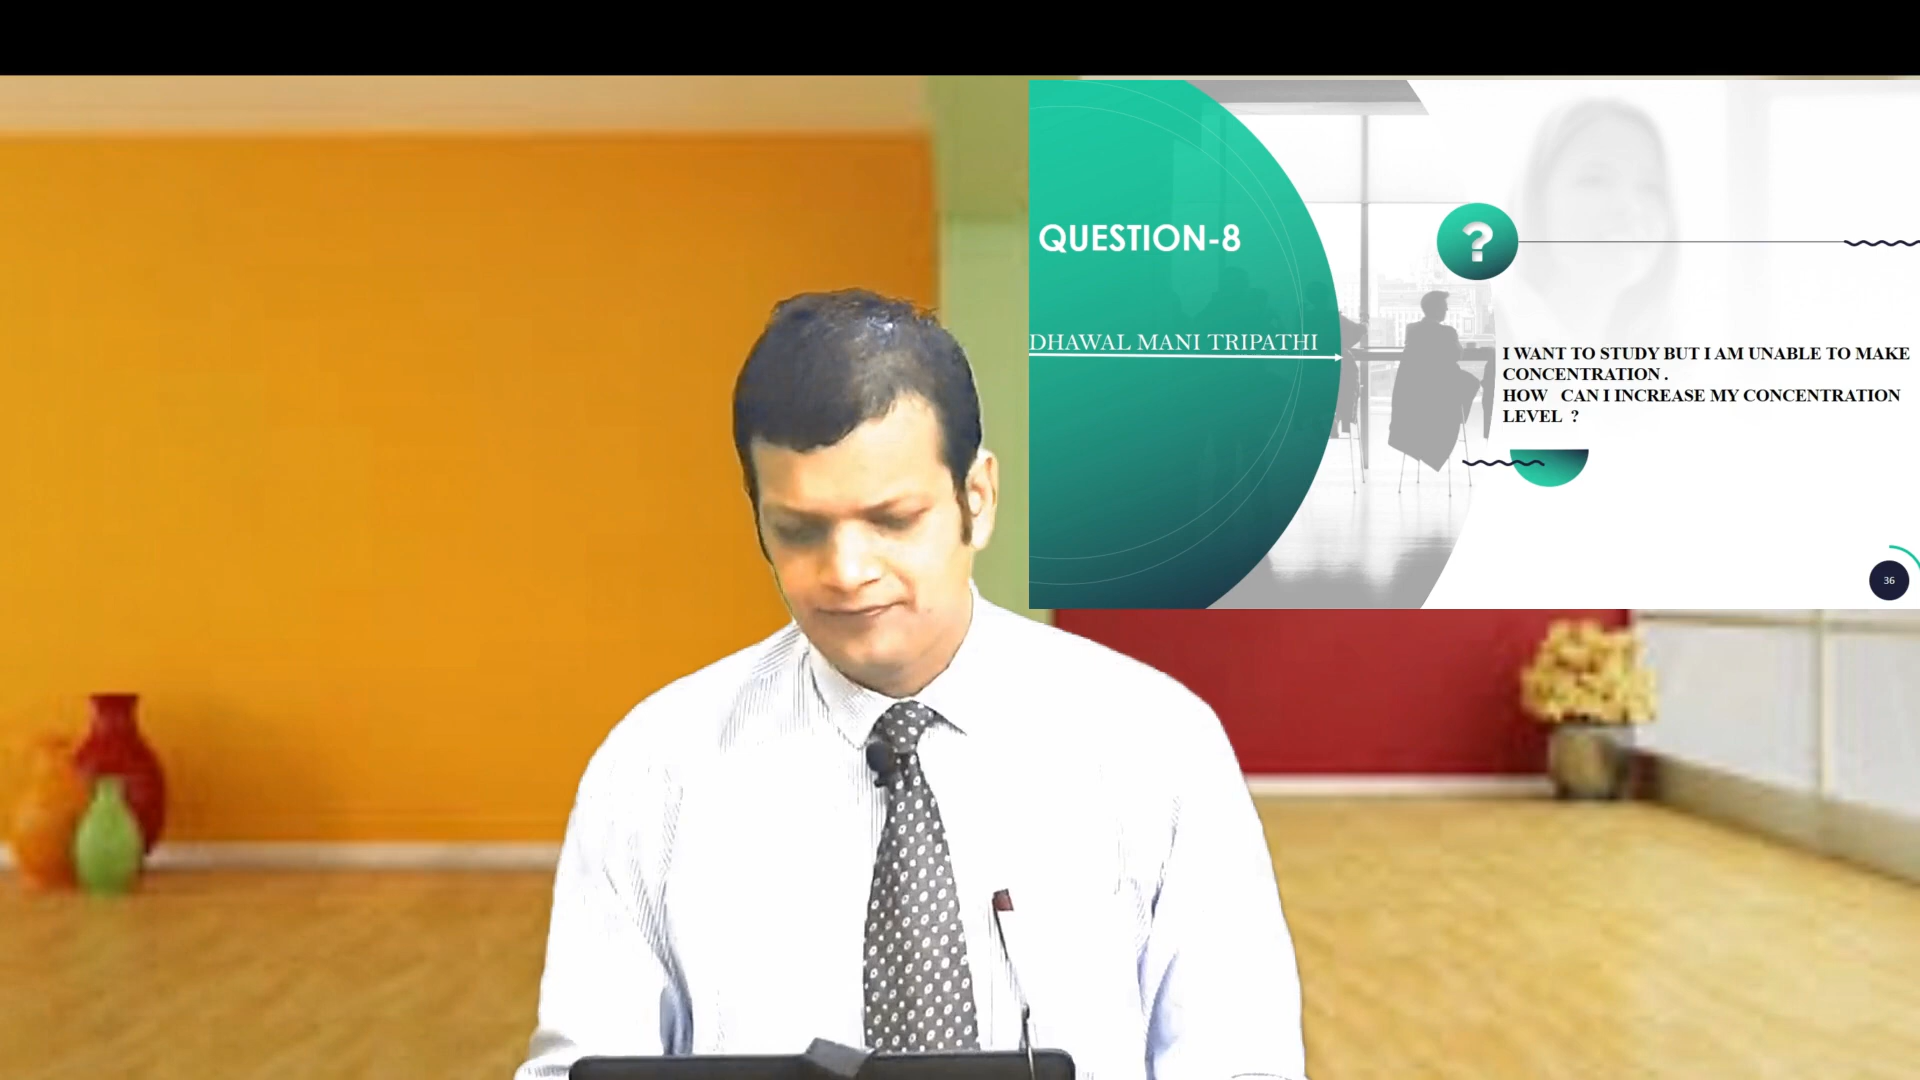 QUESTION-8
DHAWAL MANI TRIPATHI
?
I WANT TO STUDY BUT I AM UNABLE TO MAKE
CONCENTRATION .
HOW CAN I INCREASE MY CONCENTRATION
LEVEL ?
36